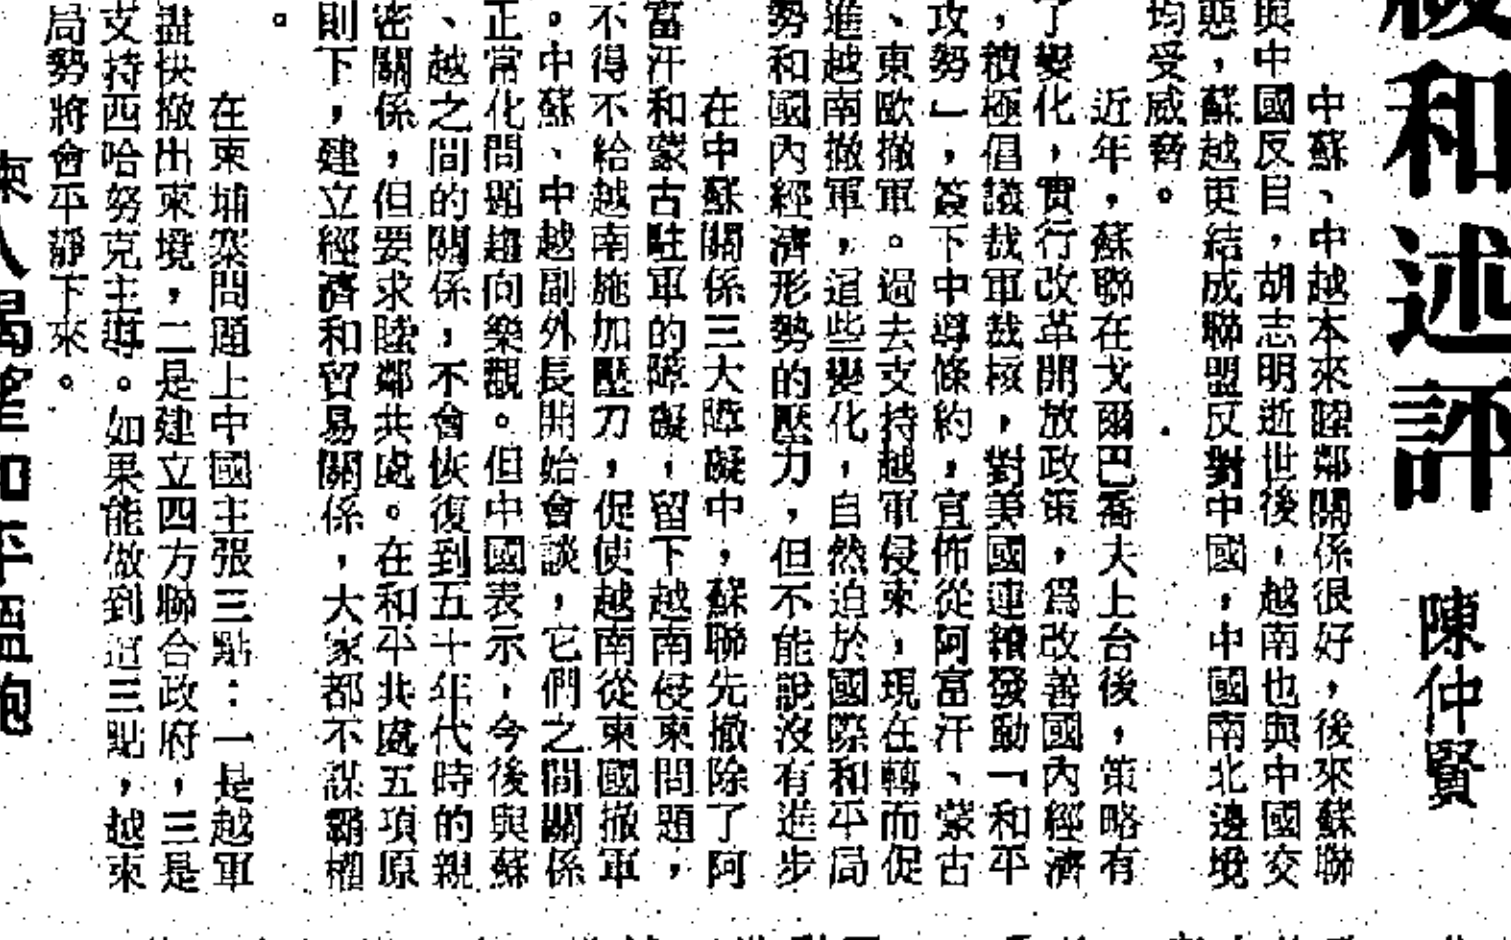 和述評
陳仲賢
中蘇、中越本來睦鄰關係很好，後來蘇聯
與中國反目，胡志明逝世後，越南也與中國交
惡，蘇越更結成聯盟反對中國，中國南北邊境
均受威脅。
近年，蘇聯在戈爾巴喬夫上台後，策略有
了變化，實行改革開放政策，爲改善國內經濟
，積極倡議裁軍裁核，對美國連續發動「和平
攻勢」，簽下中導條約，宣佈從阿富汗、蒙古
、東歐撤軍。過去支持越軍侵柬，現在轉而促
進越南撤軍，這些變化，自然迫於國際和平局
勢和國內經濟形勢的壓力，但不能說沒有進步
在中蘇關係三大障礙中，蘇聯先撤除了阿
富汗和蒙古駐軍的障礙，留下越南侵柬問題，
不得不給越南施加壓力，促使越南從柬國撤軍
。中蘇、中越副外長開始會談，它們之間關係
正常化問題趨向樂觀。但中國表示，今後與蘇
、越之間的關係，不會恢復到五十年代時的親
密關係，但要求睦鄰共處。在和平共處五項原
則下，建立經濟和貿易關係，大家都不謀霸權
。
在柬埔寨問題上中國主張三點：一是越軍
盡快撤出柬境，二是建立四方聯合政府，三是
支持西哈努克主導。如果能做到這三點，越柬
局勢將會平靜下來。
柬人渴望和平溫飽